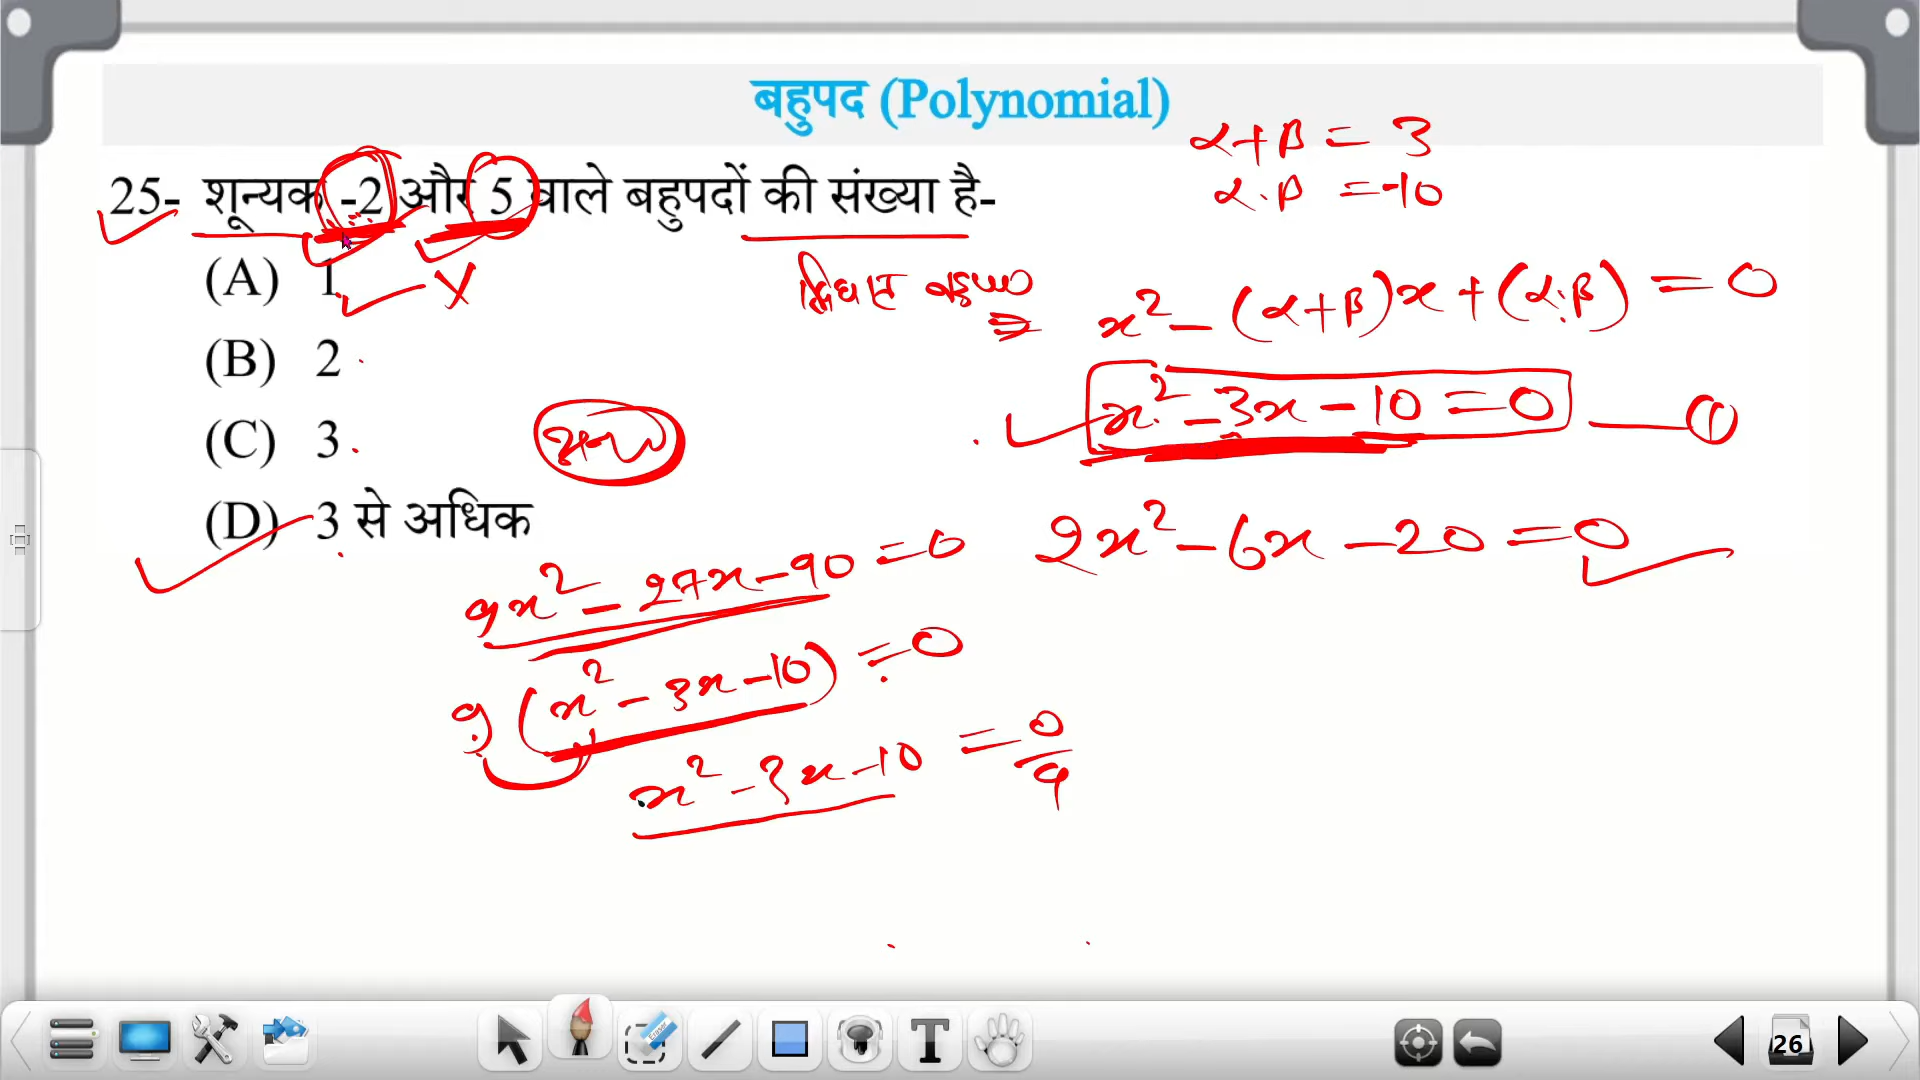 बहुपद (Polynomial)
α+β = 3
α.β = -10
25- शून्यक -2 और 5 वाले बहुपदों की संख्या है-
(A) 1
(B) 2
(C) 3
(D) 3 से अधिक
x² - (α+β)x + (α.β) = 0
x² - 3x - 10 = 0 — ①
2x² - 6x - 20 = 0
9x² - 27x - 90 = 0
9(x² - 3x - 10) = 0
x² - 3x - 10 = 0/9
26